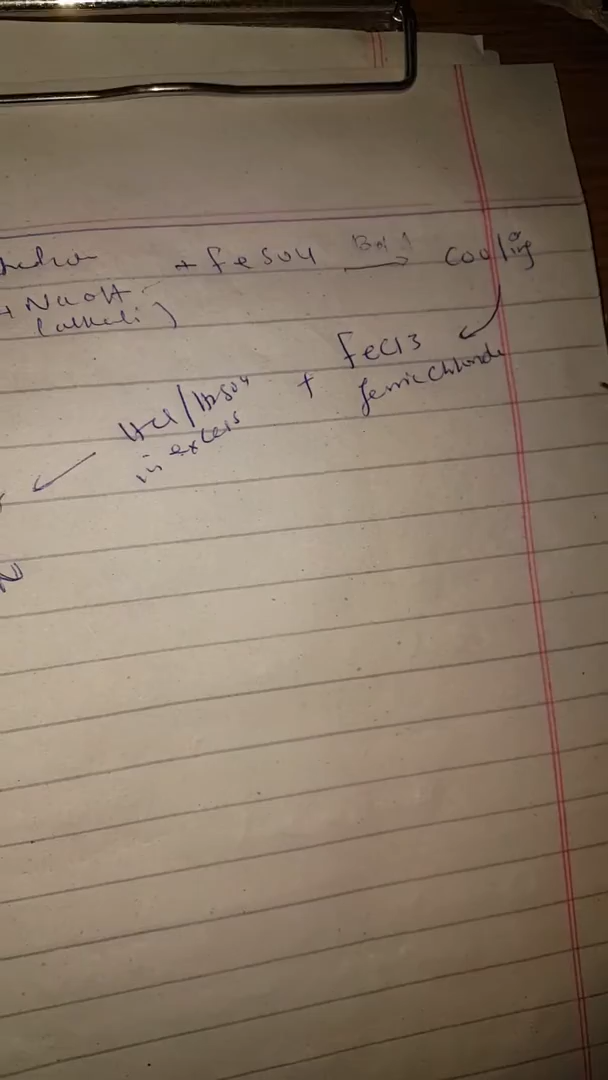 + FeSO4 Boil cooling
+ NaOH
(alkali)
FeCl3
ferric chloride
HCl/H2SO4 +
in excess
N